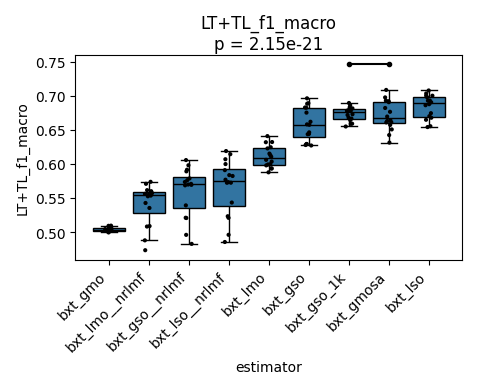 LT+TL_f1_macro
p = 2.15e-21
LT+TL_f1_macro
0.75
0.70
0.65
0.60
0.55
0.50
bxt_gmo
bxt_lmo__nrlmf
bxt_gso__nrlmf
bxt_lso__nrlmf
bxt_lmo
bxt_gso
bxt_gso_1k
bxt_gmosa
bxt_lso
estimator